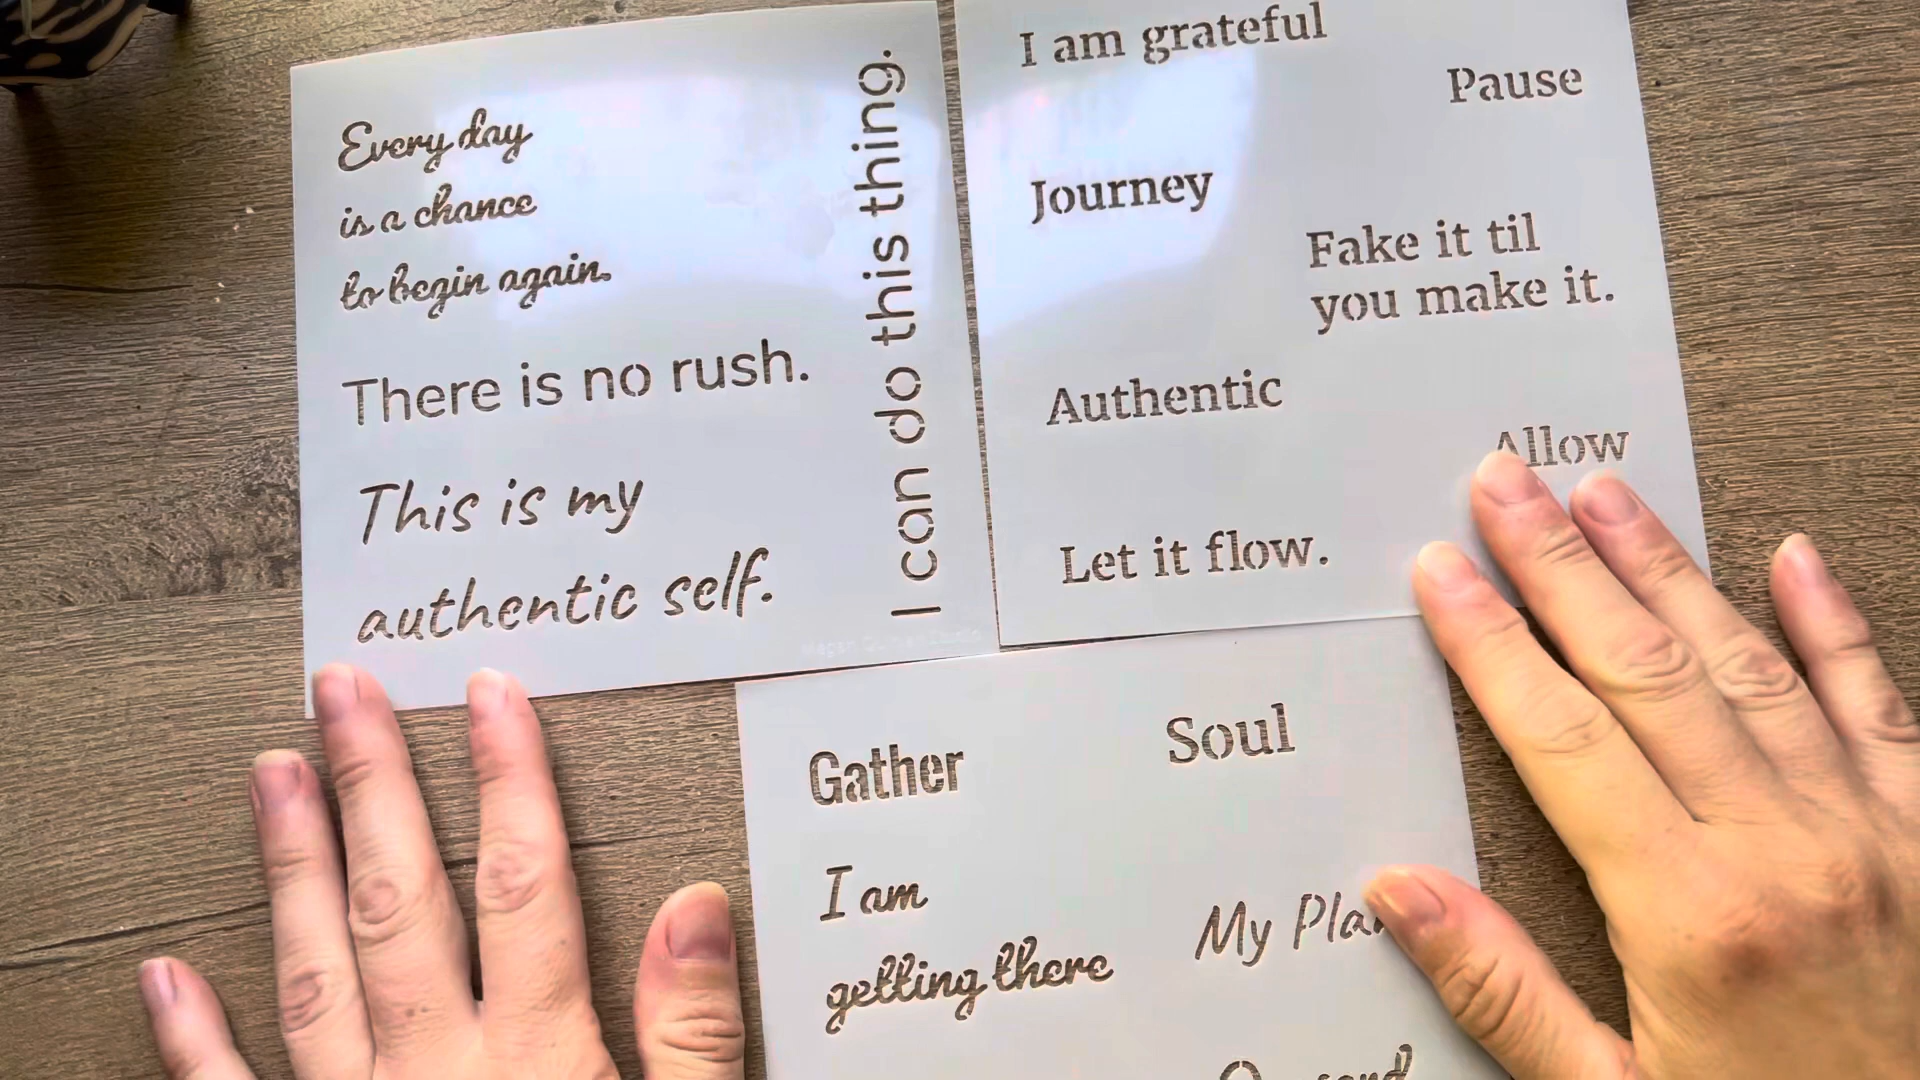 Every day
is a chance
to begin again.
There is no rush.
This is my
authentic self.
I can do this thing.
I am grateful
Pause
Journey
Fake it til
you make it.
Authentic
Allow
Let it flow.
Gather
Soul
I am
getting there
My